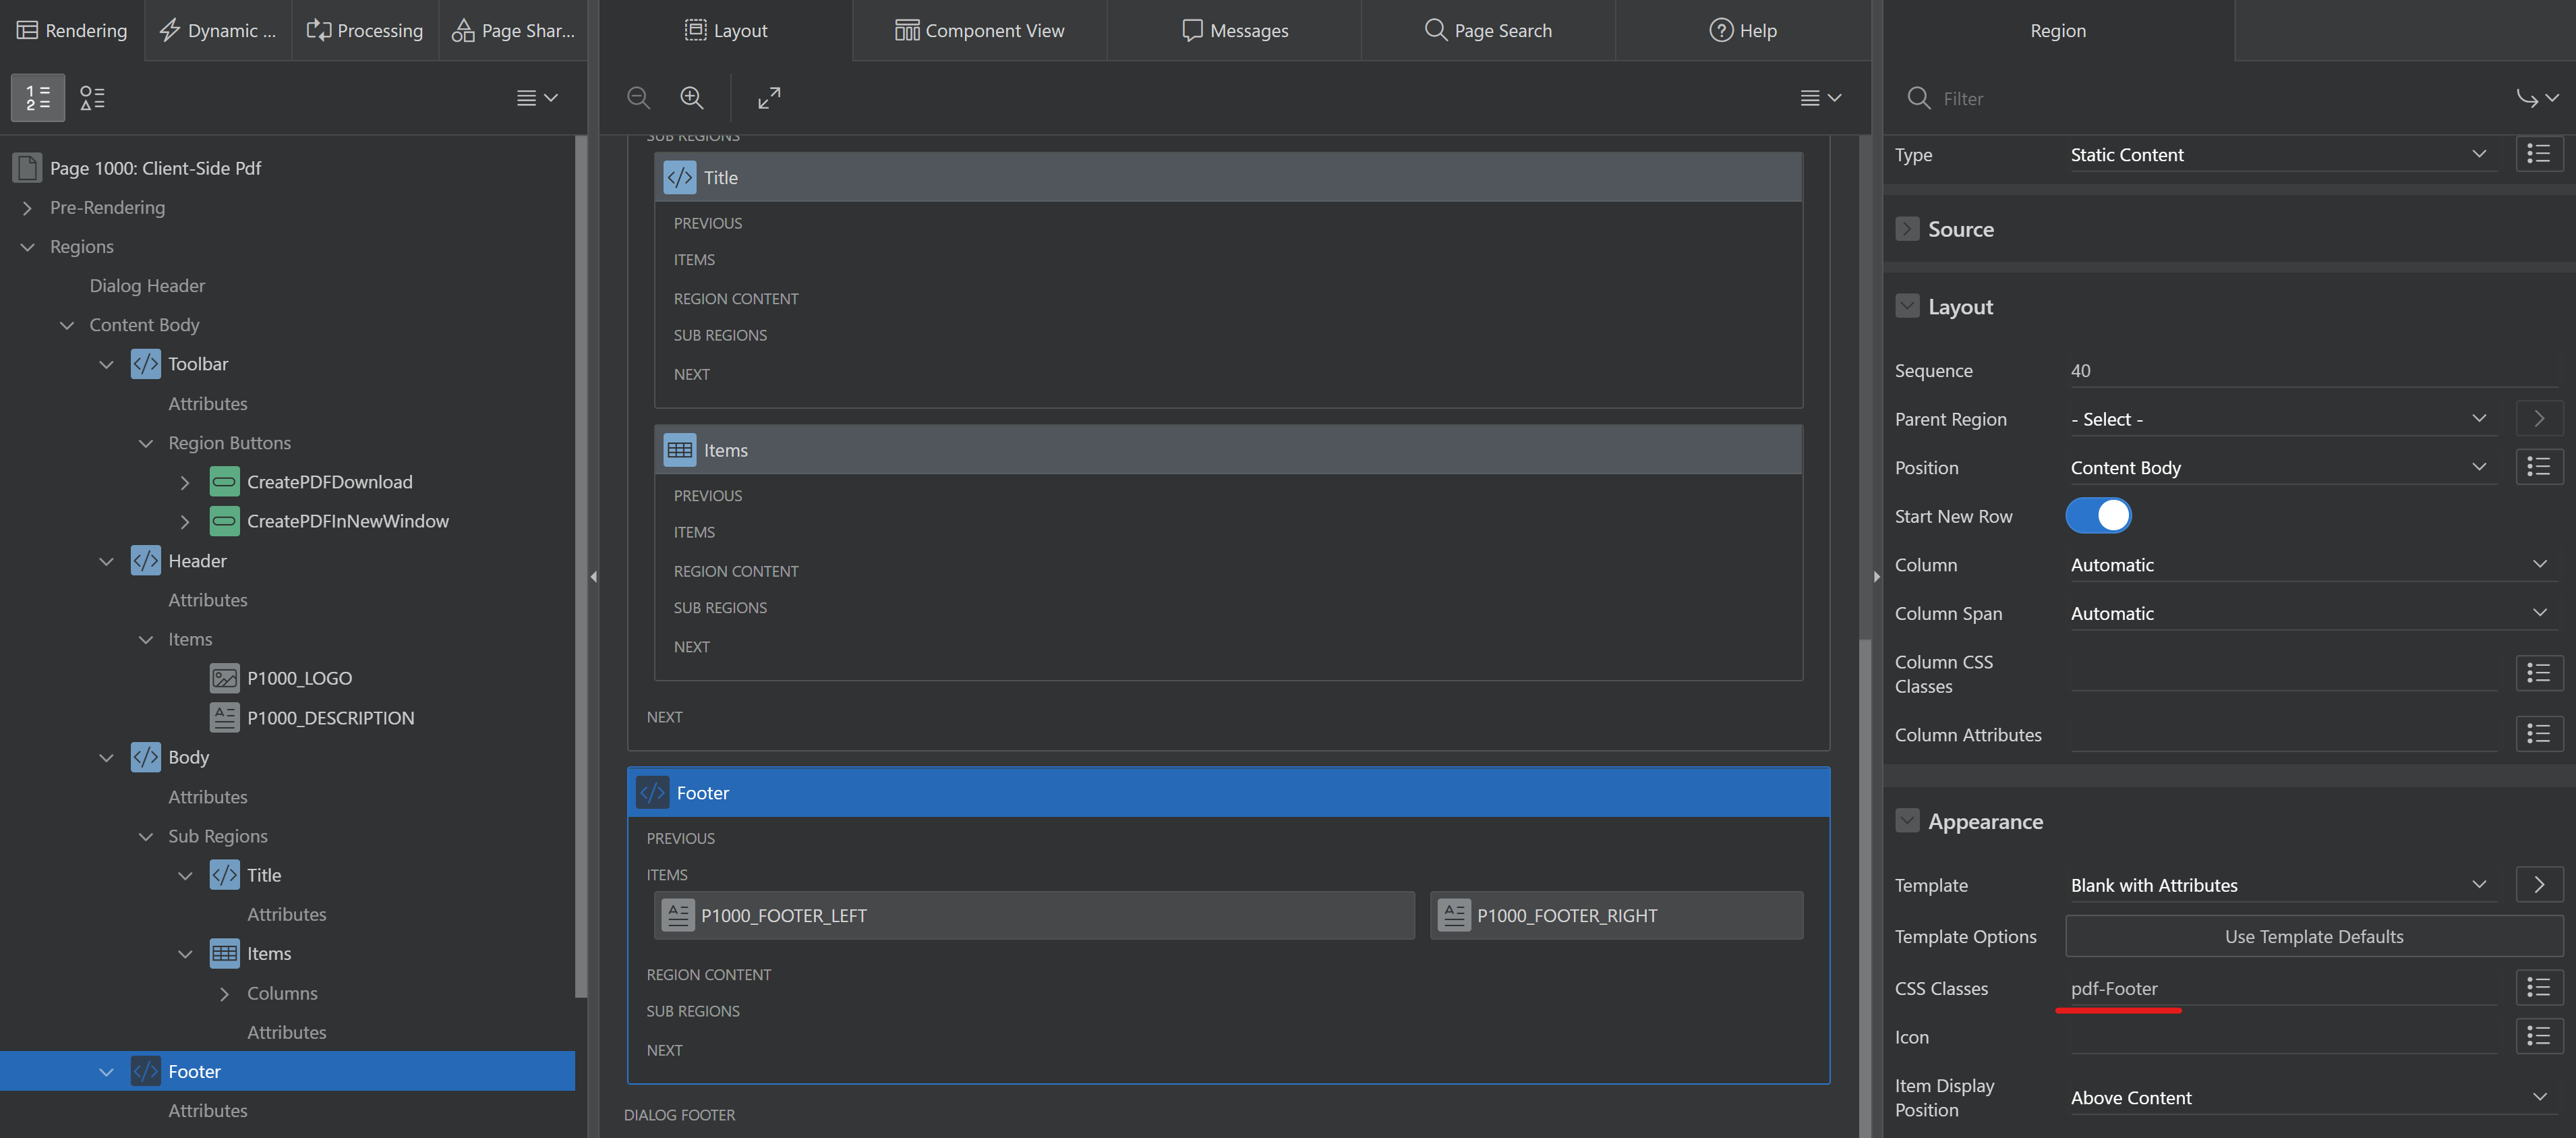 Rendering
Dynamic ...
Processing
Page Shar...
Layout
Component View
Messages
Page Search
Help
Region
Filter
Page 1000: Client-Side Pdf
Pre-Rendering
Regions
Dialog Header
Content Body
Toolbar
Attributes
Region Buttons
CreatePDFDownload
CreatePDFInNewWindow
Header
Attributes
Items
P1000_LOGO
P1000_DESCRIPTION
Body
Attributes
Sub Regions
Title
Attributes
Items
Columns
Attributes
Footer
Attributes
SUB REGIONS
Title
PREVIOUS
ITEMS
REGION CONTENT
SUB REGIONS
NEXT
Items
PREVIOUS
ITEMS
REGION CONTENT
SUB REGIONS
NEXT
NEXT
Footer
PREVIOUS
ITEMS
P1000_FOOTER_LEFT
P1000_FOOTER_RIGHT
REGION CONTENT
SUB REGIONS
NEXT
DIALOG FOOTER
Type
Static Content
Source
Layout
Sequence
40
Parent Region
- Select -
Position
Content Body
Start New Row
Column
Automatic
Column Span
Automatic
Column CSS
Classes
Column Attributes
Appearance
Template
Blank with Attributes
Template Options
Use Template Defaults
CSS Classes
pdf-Footer
Icon
Item Display
Position
Above Content